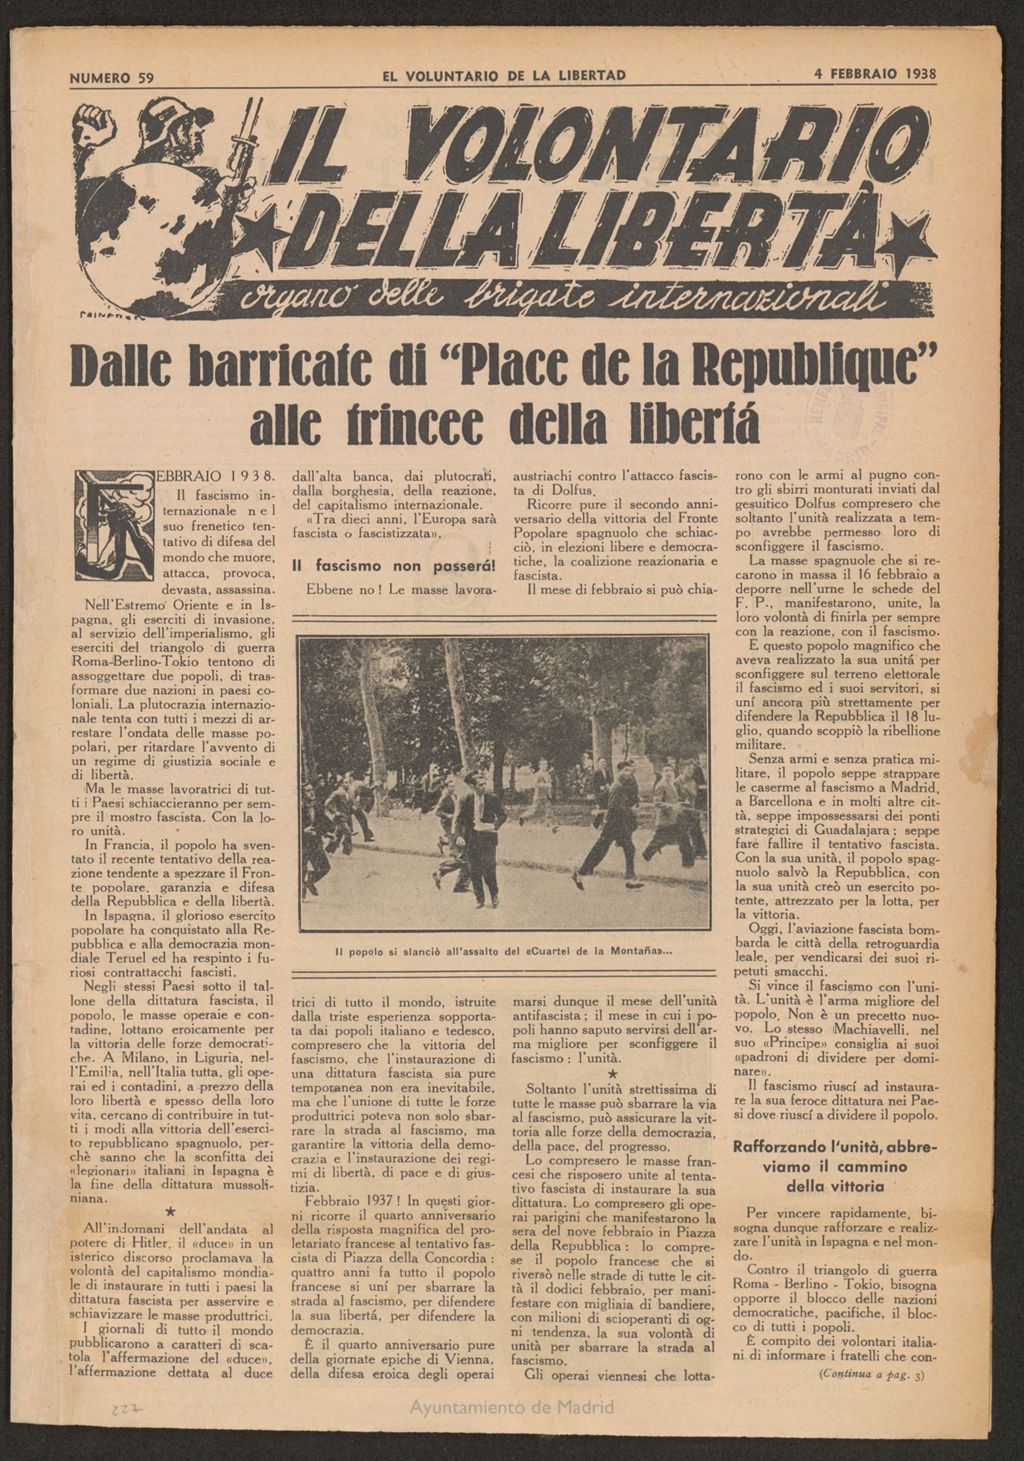 NUMERO 59
EL VOLUNTARIO DE LA LIBERTAD
4 FEBBRAIO 1938
IL VOLONTARIO
DELLA LIBERTÀ
organo delle brigate internazionali
Dalle barricate di "Place de la Republique"
alle trincee della libertá
FEBBRAIO 1938.
Il fascismo in-
ternazionale nel
suo frenetico ten-
tativo di difesa del
mondo che muore,
attacca, provoca,
devasta, assassina.
Nell'Estremo Oriente e in Is-
pagna, gli eserciti di invasione,
al servizio dell'imperialismo, gli
eserciti del triangolo di guerra
Roma-Berlino-Tokio tentono di
assoggettare due popoli, di tras-
formare due nazioni in paesi co-
loniali. La plutocrazia internazio-
nale tenta con tutti i mezzi di ar-
restare l'ondata delle masse po-
polari, per ritardare l'avvento di
un regime di giustizia sociale e
di libertà.
Ma le masse lavoratrici di tut-
ti i Paesi schiaccieranno per sem-
pre il mostro fascista. Con la lo-
ro unità.
In Francia, il popolo ha sven-
tato il recente tentativo della rea-
zione tendente a spezzare il Fron-
te popolare, garanzia e difesa
della Repubblica e della libertà.
In Ispagna, il glorioso esercito
popolare ha conquistato alla Re-
pubblica e alla democrazia mon-
diale Teruel ed ha respinto i fu-
riosi contrattacchi fascisti.
Negli stessi Paesi sotto il tal-
lone della dittatura fascista, il
popolo, le masse operaie e con-
tadine, lottano eroicamente per
la vittoria delle forze democrati-
che. A Milano, in Liguria, nel-
l'Emilia, nell'Italia tutta, gli ope-
rai ed i contadini, a prezzo della
loro libertà e spesso della loro
vita, cercano di contribuire in tut-
ti i modi alla vittoria dell'eserci-
to repubblicano spagnuolo, per-
chè sanno che la sconfitta dei
«legionari» italiani in Ispagna è
la fine della dittatura mussoli-
niana.
★
All'indomani dell'andata al
potere di Hitler, il «duce» in un
isterico discorso proclamava la
volontà del capitalismo mondia-
le di instaurare in tutti i paesi la
dittatura fascista per asservire e
schiavizzare le masse produttrici.
I giornali di tutto il mondo
pubblicarono a caratteri di sca-
tola l'affermazione del «duce»,
l'affermazione dettata al duce
dall'alta banca, dai plutocrati,
dalla borghesia, della reazione,
del capitalismo internazionale.
«Tra dieci anni, l'Europa sarà
fascista o fascistizzata».
Il fascismo non passerá!
Ebbene no! Le masse lavora-
austriachi contro l'attacco fascis-
ta di Dolfus.
Ricorre pure il secondo anni-
versario della vittoria del Fronte
Popolare spagnuolo che schiac-
ciò, in elezioni libere e democra-
tiche, la coalizione reazionaria e
fascista.
Il mese di febbraio si può chia-
Il popolo si slanciò all'assalto del «Cuartel de la Montaña»...
trici di tutto il mondo, istruite
dalla triste esperienza sopporta-
ta dai popoli italiano e tedesco,
compresero che la vittoria del
fascismo, che l'instaurazione di
una dittatura fascista sia pure
temporanea non era inevitabile,
ma che l'unione di tutte le forze
produttrici poteva non solo sbar-
rare la strada al fascismo, ma
garantire la vittoria della demo-
crazia e l'instaurazione dei regi-
mi di libertà, di pace e di gius-
tizia.
Febbraio 1937! In questi gior-
ni ricorre il quarto anniversario
della risposta magnifica del pro-
letariato francese al tentativo fas-
cista di Piazza della Concordia:
quattro anni fa tutto il popolo
francese si uní per sbarrare la
strada al fascismo, per difendere
la sua libertá, per difendere la
democrazia.
È il quarto anniversario pure
della giornate epiche di Vienna,
della difesa eroica degli operai
marsi dunque il mese dell'unità
antifascista; il mese in cui i po-
poli hanno saputo servirsi dell'ar-
ma migliore per sconfiggere il
fascismo: l'unità.
★
Soltanto l'unità strettissima di
tutte le masse può sbarrare la via
al fascismo, può assicurare la vit-
toria alle forze della democrazia,
della pace, del progresso.
Lo compresero le masse fran-
cesi che risposero unite al tenta-
tivo fascista di instaurare la sua
dittatura. Lo compresero gli ope-
rai parigini che manifestarono la
sera del nove febbraio in Piazza
della Repubblica: lo compre-
se il popolo francese che si
riversò nelle strade di tutte le cit-
tà il dodici febbraio, per mani-
festare con migliaia di bandiere,
con milioni di scioperanti di og-
ni tendenza, la sua volontà di
unità per sbarrare la strada al
fascismo.
Gli operai viennesi che lotta-
rono con le armi al pugno con-
tro gli sbirri monturati inviati dal
gesuitico Dolfus compresero che
soltanto l'unità realizzata a tem-
po avrebbe permesso loro di
sconfiggere il fascismo.
La masse spagnuole che si re-
carono in massa il 16 febbraio a
deporre nell'urne le schede del
F. P., manifestarono, unite, la
loro volontà di finirla per sempre
con la reazione, con il fascismo.
E questo popolo magnifico che
aveva realizzato la sua unitá per
sconfiggere sul terreno elettorale
il fascismo ed i suoi servitori, si
uní ancora più strettamente per
difendere la Repubblica il 18 lu-
glio, quando scoppiò la ribellione
militare.
Senza armi e senza pratica mi-
litare, il popolo seppe strappare
le caserme al fascismo a Madrid,
a Barcellona e in molti altre cit-
tà, seppe impossessarsi dei ponti
strategici di Guadalajara; seppe
fare fallire il tentativo fascista.
Con la sua unità, il popolo spag-
nuolo salvò la Repubblica, con
la sua unità creò un esercito po-
tente, attrezzato per la lotta, per
la vittoria.
Oggi, l'aviazione fascista bom-
barda le città della retroguardia
leale, per vendicarsi dei suoi ri-
petuti smacchi.
Si vince il fascismo con l'uni-
tà. L'unità è l'arma migliore del
popolo. Non è un precetto nuo-
vo. Lo stesso Machiavelli, nel
suo «Principe» consiglia ai suoi
«padroni di dividere per domi-
nare».
Il fascismo riuscí ad instaura-
re la sua feroce dittatura nei Pae-
si dove riuscí a dividere il popolo.
Rafforzando l'unità, abbre-
viamo il cammino
della vittoria
Per vincere rapidamente, bi-
sogna dunque rafforzare e realiz-
zare l'unità in Ispagna e nel mon-
do.
Contro il triangolo di guerra
Roma - Berlino - Tokio, bisogna
opporre il blocco delle nazioni
democratiche, pacifiche, il bloc-
co di tutti i popoli.
È compito dei volontari italia-
ni di informare i fratelli che con-
(Continua a pag. 3)
227
Ayuntamiento de Madrid